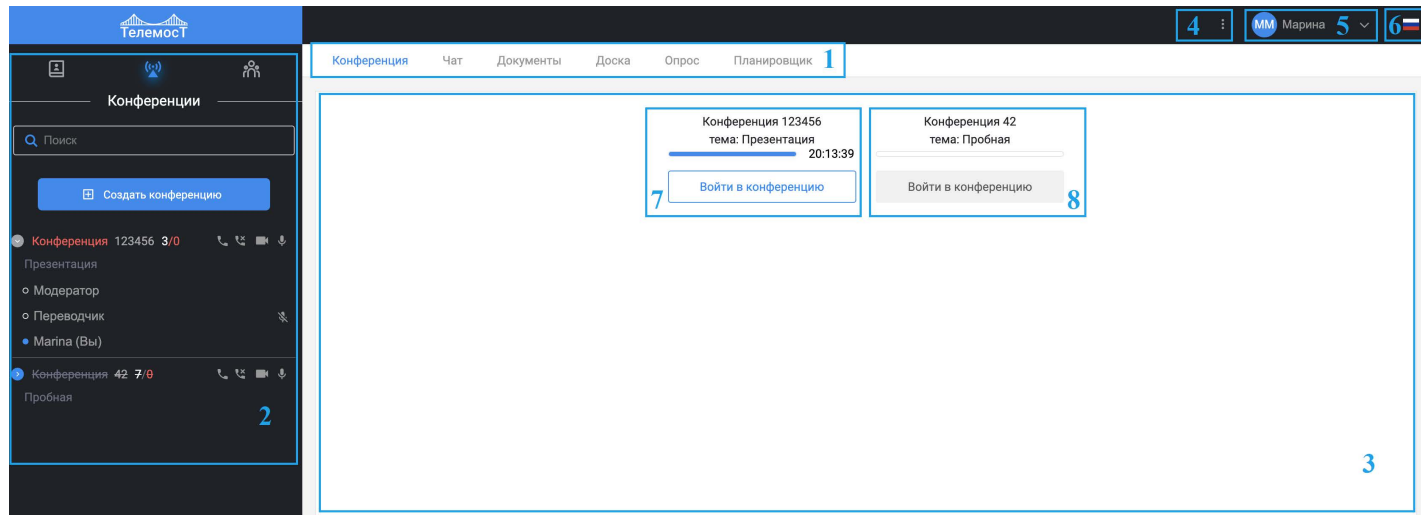 ТелемосТ
4
ММ Марина 5
6
Конференции
Поиск
Создать конференцию
Конференция 123456 3/0
Презентация
Модератор
Переводчик
Marina (Вы)
Конференция 42 7/0
Пробная
2
Конференция Чат Документы Доска Опрос Планировщик 1
Конференция 123456
тема: Презентация
20:13:39
Войти в конференцию
7
Конференция 42
тема: Пробная
Войти в конференцию
8
3